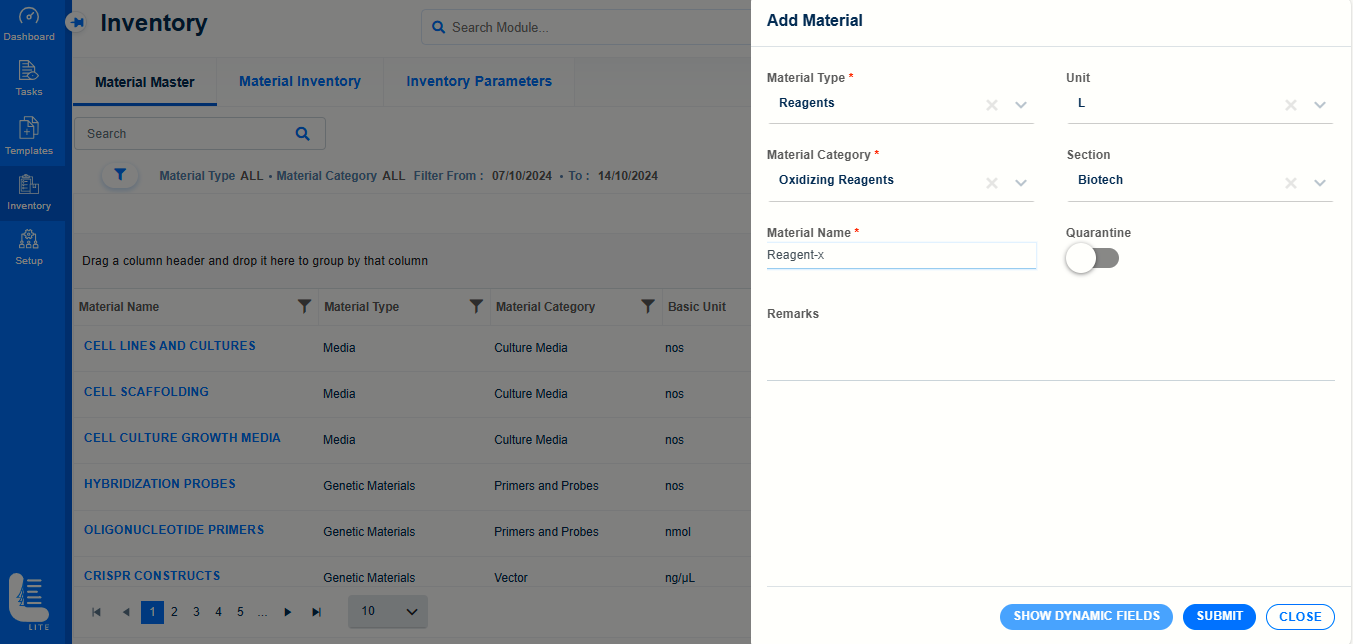 Dashboard
Tasks
Templates
Inventory
Setup
LITE
Inventory
Search Module...
Material Master
Material Inventory
Inventory Parameters
Search
Material Type ALL • Material Category ALL Filter From : 07/10/2024 • To : 14/10/2024
Drag a column header and drop it here to group by that column
Material Name Material Type Material Category Basic Unit
CELL LINES AND CULTURES Media Culture Media nos
CELL SCAFFOLDING Media Culture Media nos
CELL CULTURE GROWTH MEDIA Media Culture Media nos
HYBRIDIZATION PROBES Genetic Materials Primers and Probes nos
OLIGONUCLEOTIDE PRIMERS Genetic Materials Primers and Probes nmol
CRISPR CONSTRUCTS Genetic Materials Vector ng/µL
1 2 3 4 5 ... 10
Add Material
Material Type * Unit
Reagents L
Material Category * Section
Oxidizing Reagents Biotech
Material Name * Quarantine
Reagent-x
Remarks
SHOW DYNAMIC FIELDS SUBMIT CLOSE